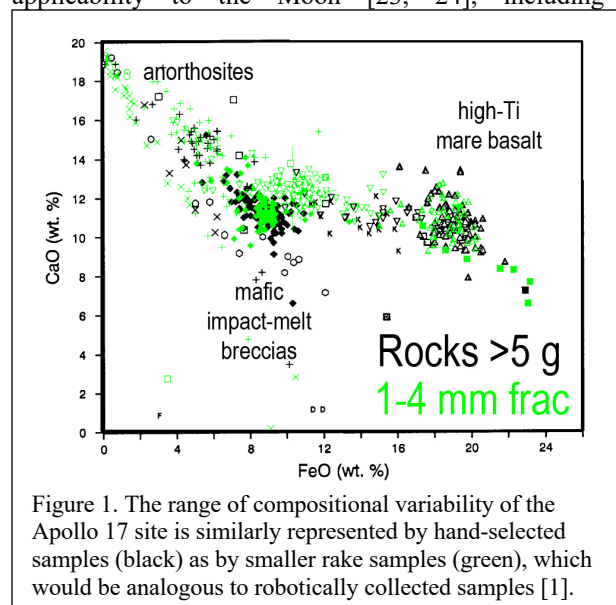 applicability to the Moon [23, 24], including
20
18
16
14
12
10
8
6
4
2
0
CaO (wt. %)
anorthosites
high-Ti
mare basalt
mafic
impact-melt
breccias
Rocks >5 g
1-4 mm frac
K
K
K
K
K
K
F
D D
0 4 8 12 16 20 24
FeO (wt. %)
Figure 1. The range of compositional variability of the
Apollo 17 site is similarly represented by hand-selected
samples (black) as by smaller rake samples (green), which
would be analogous to robotically collected samples [1].